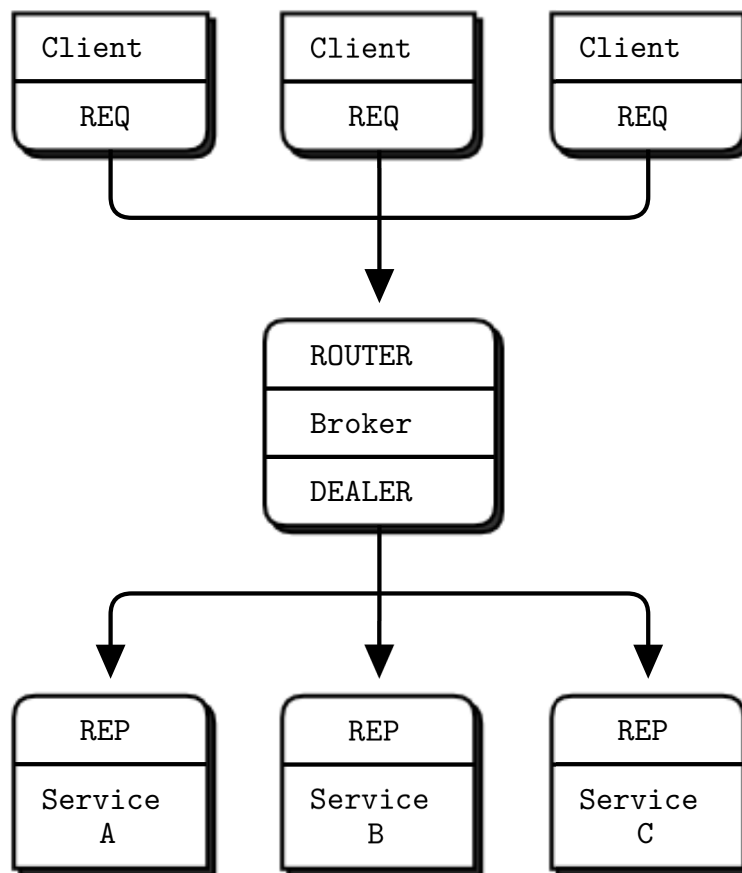 Client Client Client
REQ REQ REQ
ROUTER
Broker
DEALER
REP REP REP
Service Service Service
A B C